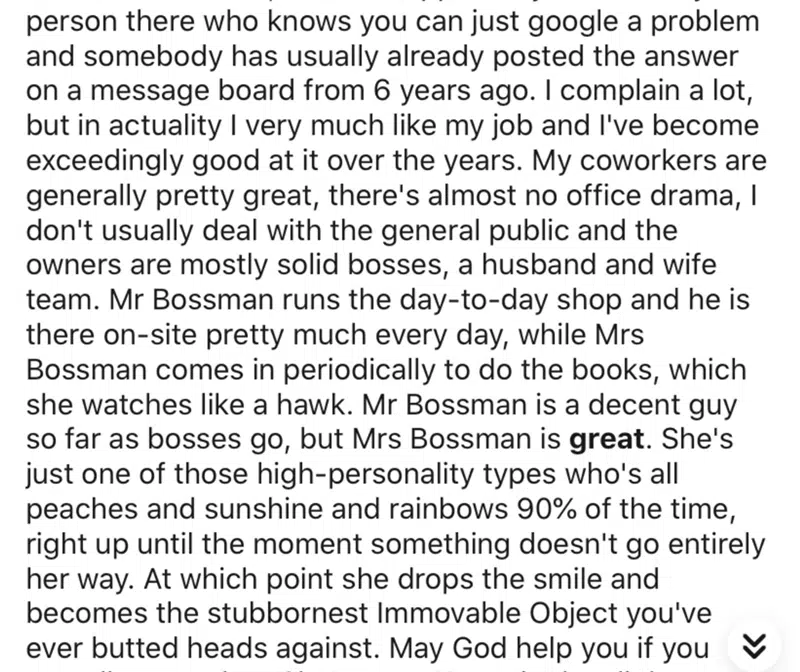 person there who knows you can just google a problem
and somebody has usually already posted the answer
on a message board from 6 years ago. I complain a lot,
but in actuality I very much like my job and I've become
exceedingly good at it over the years. My coworkers are
generally pretty great, there's almost no office drama, I
don't usually deal with the general public and the
owners are mostly solid bosses, a husband and wife
team. Mr Bossman runs the day-to-day shop and he is
there on-site pretty much every day, while Mrs
Bossman comes in periodically to do the books, which
she watches like a hawk. Mr Bossman is a decent guy
so far as bosses go, but Mrs Bossman is great. She's
just one of those high-personality types who's all
peaches and sunshine and rainbows 90% of the time,
right up until the moment something doesn't go entirely
her way. At which point she drops the smile and
becomes the stubbornest Immovable Object you've
ever butted heads against. May God help you if you